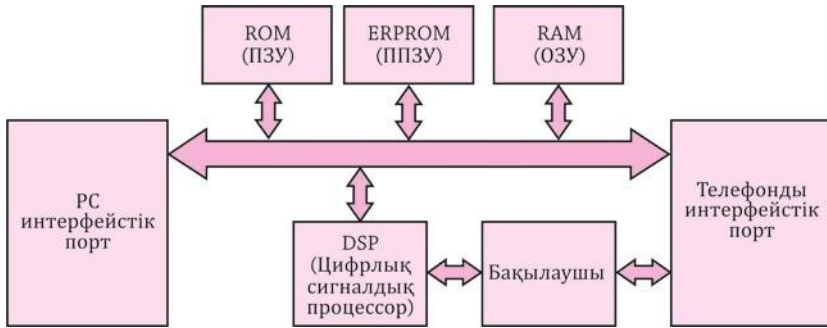 ROM
(ПЗУ)
ERPROM
(ППЗУ)
RAM
(ОЗУ)
PC
интерфейстік
порт
Телефонды
интерфейстік
порт
DSP
(Цифрлық
сигналдық
процессор)
Бақылаушы